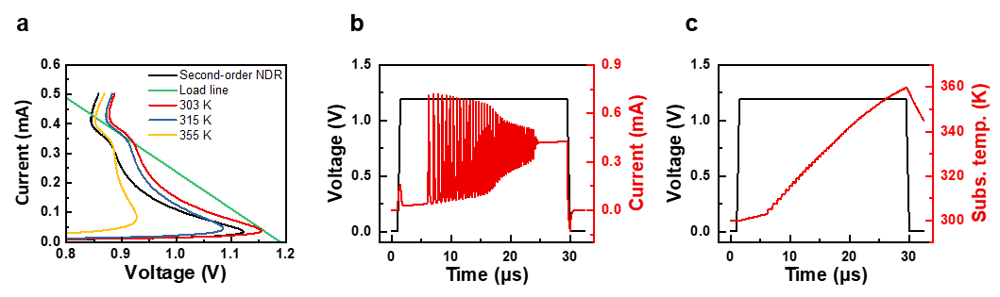 a
b
c
0.6
0.5
0.4
0.3
0.2
0.1
0.0
Current (mA)
Second-order NDR
Load line
303 K
315 K
355 K
0.8
0.9
1.0
1.1
1.2
Voltage (V)
1.5
1.0
0.5
0.0
Voltage (V)
0.9
0.6
0.3
0.0
Current (mA)
0
10
20
30
Time (µs)
1.5
1.0
0.5
0.0
Voltage (V)
360
340
320
300
Subs. temp. (K)
0
10
20
30
Time (µs)